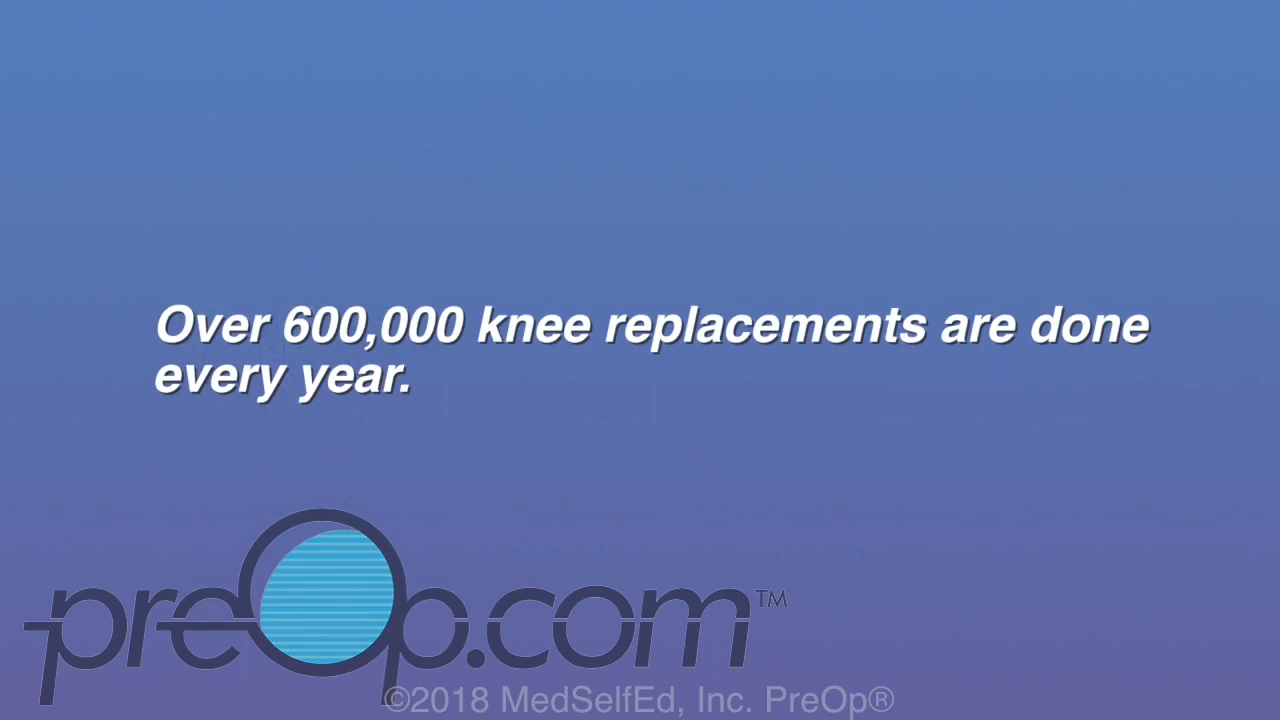 Over 600,000 knee replacements are done
every year.
preOp.com™
©2018 MedSelfEd, Inc. PreOp®